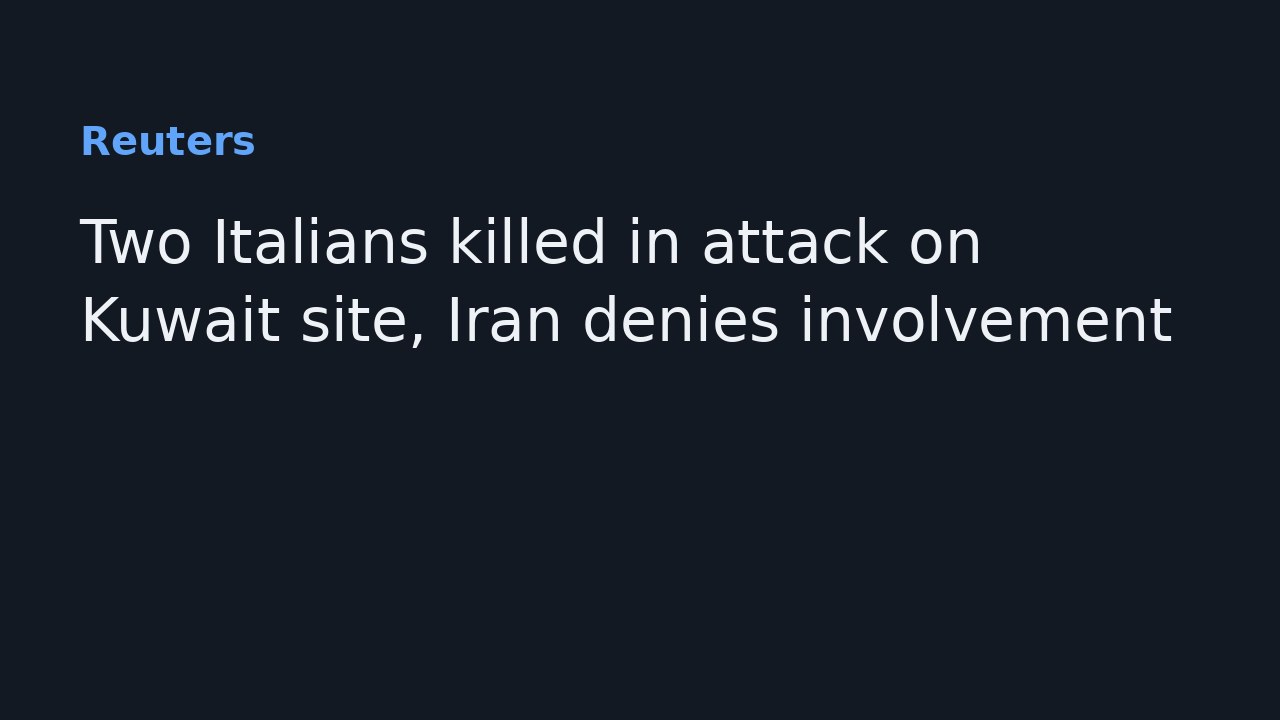 Reuters
Two Italians killed in attack on
Kuwait site, Iran denies involvement